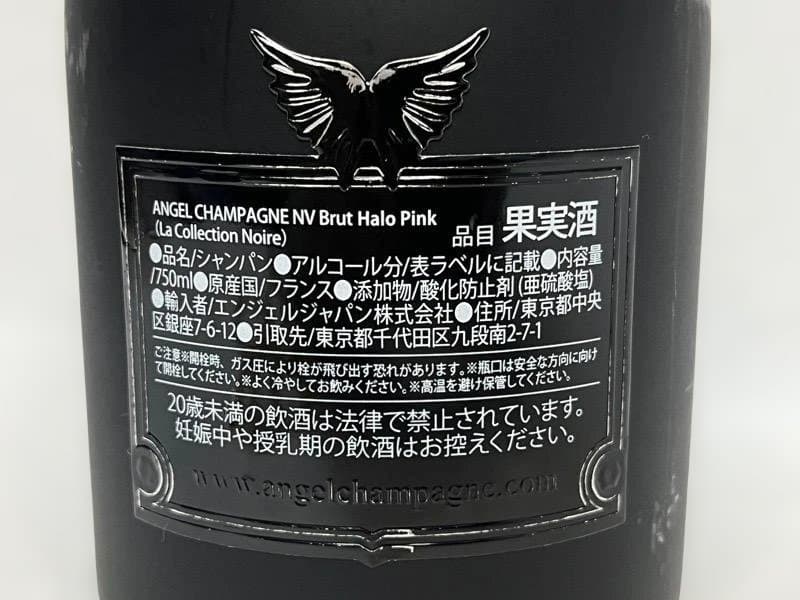 ANGEL CHAMPAGNE NV Brut Halo Pink
(La Collection Noire)
品目 果実酒
●品名/シャンパン●アルコール分/表ラベルに記載●内容量
/750ml●原産国/フランス●添加物/酸化防止剤(亜硫酸塩)
●輸入者/エンジェルジャパン株式会社●住所/東京都中央
区銀座7-6-12●引取先/東京都千代田区九段南2-7-1
ご注意※開栓時、ガス圧により栓が飛び出す恐れがあります。※瓶口は安全な方向に向け
て開栓してください。※よく冷やしてお飲みください。※高温を避け保管してください。
20歳未満の飲酒は法律で禁止されています。
妊娠中や授乳期の飲酒はお控えください。
www.angelchampagne.com